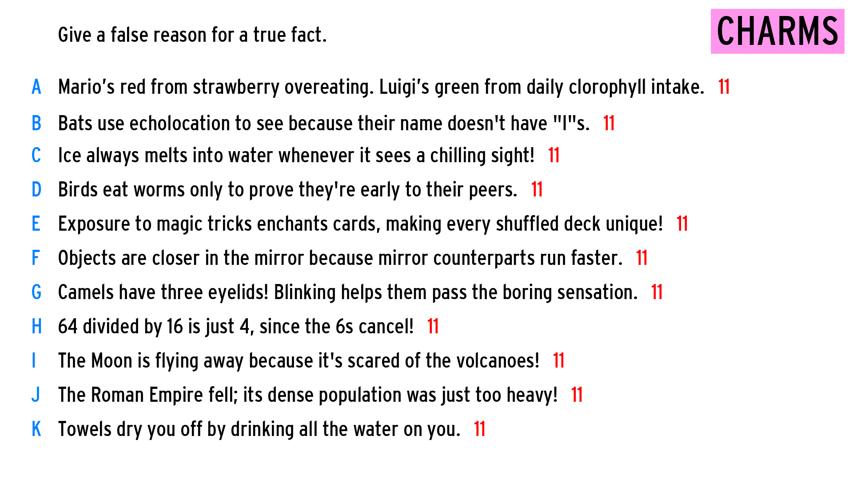 Give a false reason for a true fact.
CHARMS
A Mario's red from strawberry overeating. Luigi's green from daily clorophyll intake. 11
B Bats use echolocation to see because their name doesn't have "I"s. 11
C Ice always melts into water whenever it sees a chilling sight! 11
D Birds eat worms only to prove they're early to their peers. 11
E Exposure to magic tricks enchants cards, making every shuffled deck unique! 11
F Objects are closer in the mirror because mirror counterparts run faster. 11
G Camels have three eyelids! Blinking helps them pass the boring sensation. 11
H 64 divided by 16 is just 4, since the 6s cancel! 11
I The Moon is flying away because it's scared of the volcanoes! 11
J The Roman Empire fell; its dense population was just too heavy! 11
K Towels dry you off by drinking all the water on you. 11